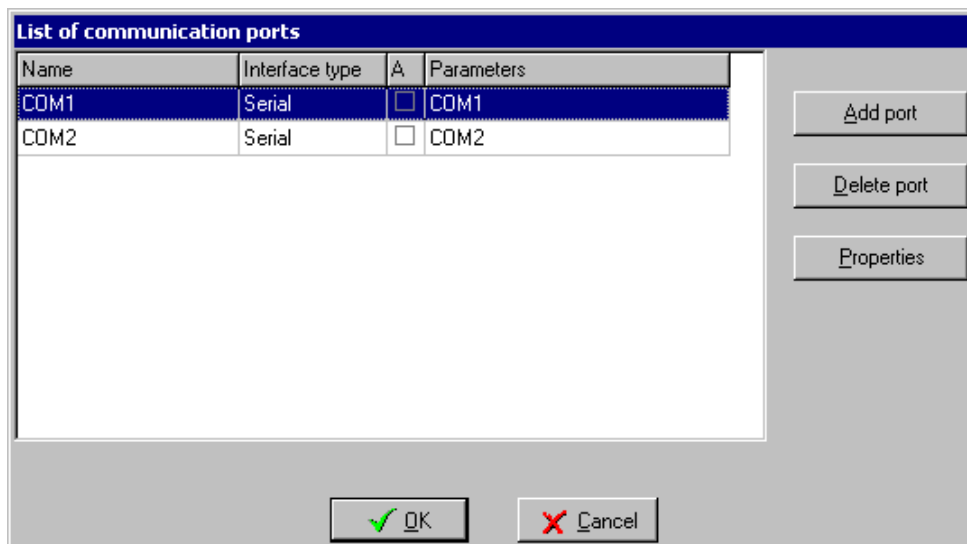 List of communication ports
Name Interface type A Parameters
COM1 Serial COM1
COM2 Serial COM2
Add port
Delete port
Properties
OK Cancel